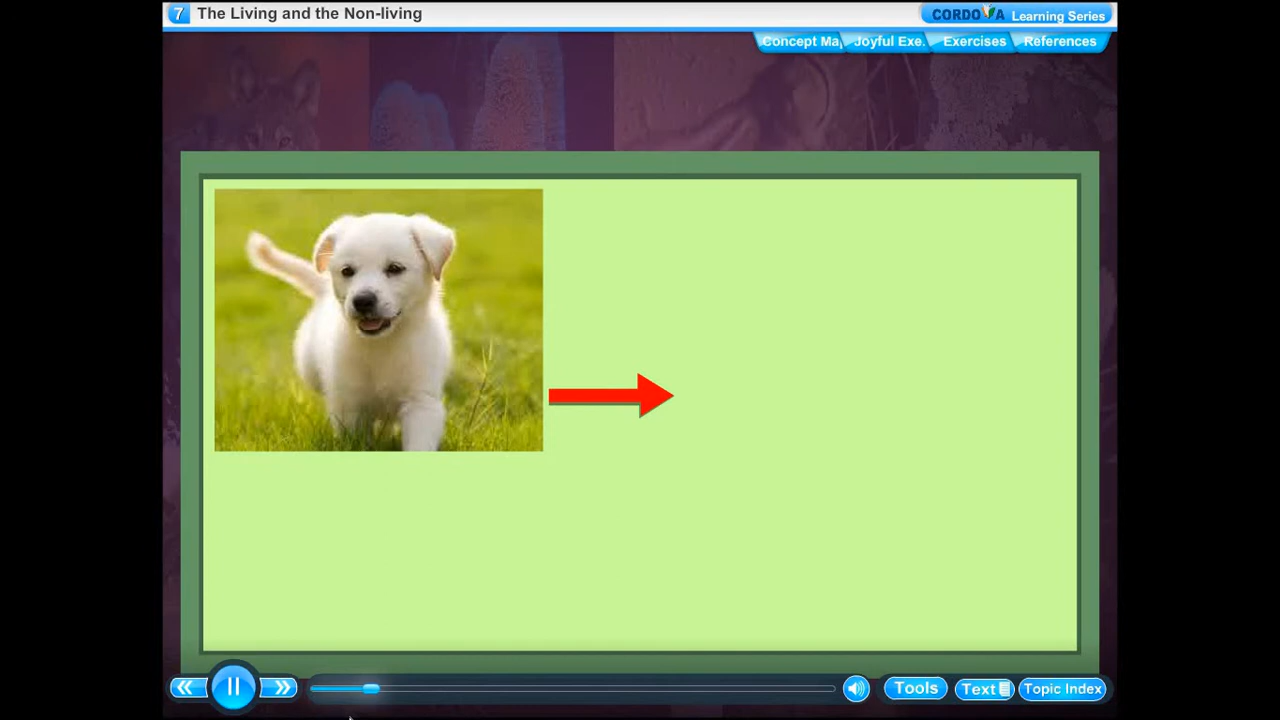 7 The Living and the Non-living
CORDOVA Learning Series
Concept Ma
Joyful Exe.
Exercises
References
Tools
Text
Topic Index